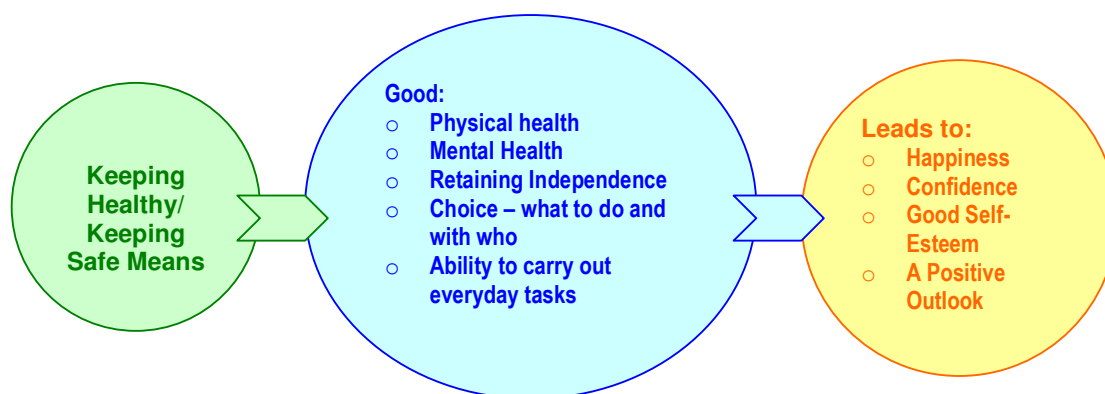 Keeping
Healthy/
Keeping
Safe Means
Good:
o Physical health
o Mental Health
o Retaining Independence
o Choice – what to do and
with who
o Ability to carry out
everyday tasks
Leads to:
o Happiness
o Confidence
o Good Self-
Esteem
o A Positive
Outlook